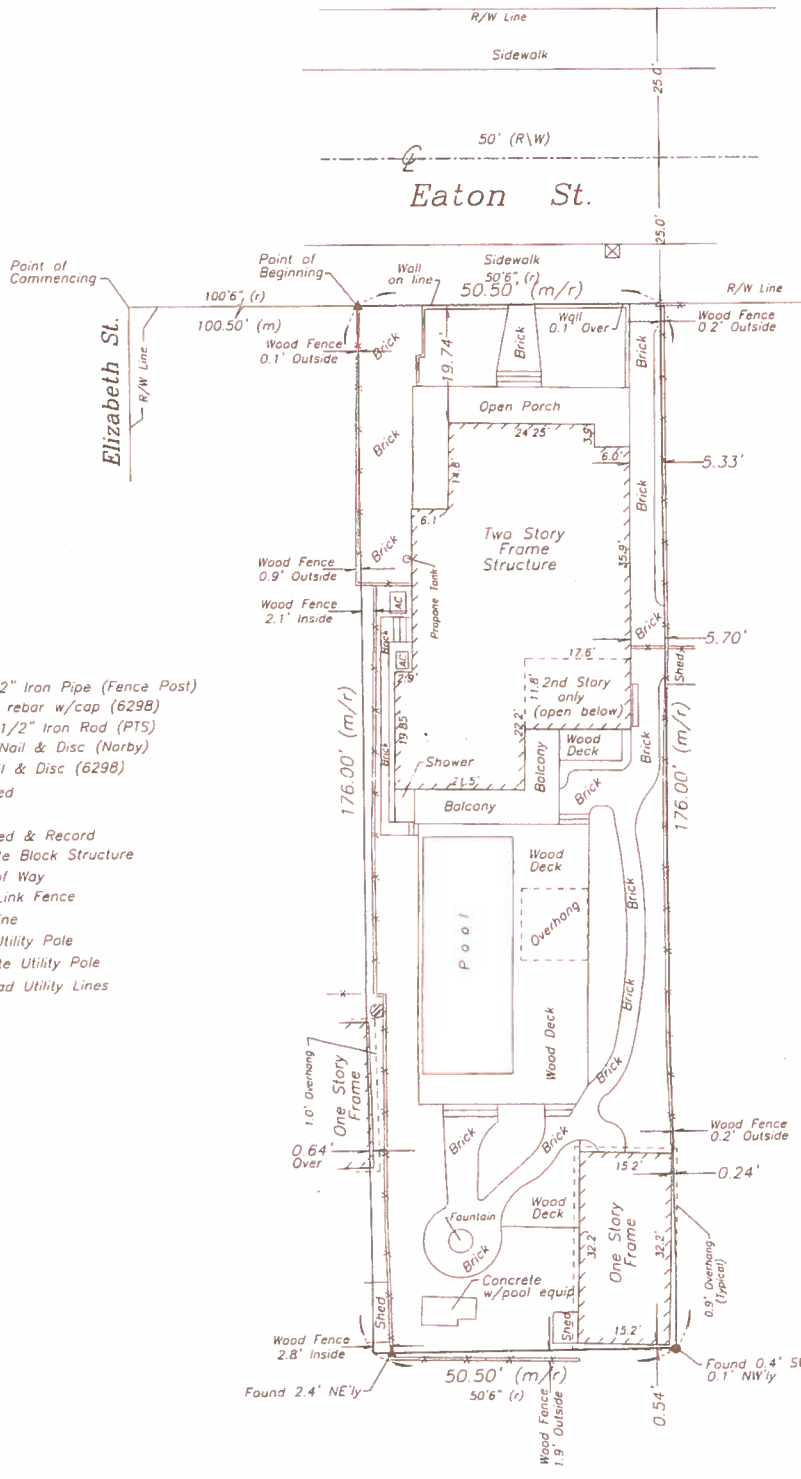 R/W Line
Sidewalk
25.0'
50' (R\W)
Eaton St.
25.0'
Point of
Commencing
Point of
Beginning
Wall
on line
Sidewalk
50'6" (r)
50.50' (m/r)
R/W Line
100'6" (r)
100.50' (m)
Elizabeth St.
R/W Line
Wood Fence
0.1' Outside
Brick
19.74'
Brick
Wall
0.1' Over
Wood Fence
0.2' Outside
Brick
Open Porch
24.25'
3.9'
6.0'
5.33'
14.8'
Brick
Brick
6.1'
Two Story
Frame
Structure
35.9'
Brick
Wood Fence
0.9' Outside
Propane Tank
Wood Fence
2.1' Inside
AC
Brick
5.70'
Brick
AC
2.9'
17.6'
Shed
11.8'
2nd Story
only
(open below)
2" Iron Pipe (Fence Post)
rebar w/cap (6298)
1/2" Iron Rod (PTS)
Nail & Disc (Norby)
& Disc (6298)
ed
ed & Record
te Block Structure
of Way
Link Fence
ine
Utility Pole
te Utility Pole
ad Utility Lines
176.00' (m/r)
Brick
19.85'
22.2'
Shower
21.5'
Balcony
Balcony
Wood
Deck
Brick
Brick
176.00' (m/r)
Wood
Deck
Pool
Overhang
Brick
Brick
Wood Deck
1.0' Overhang
One Story
Frame
0.64'
Over
Brick
Brick
Brick
Wood Fence
0.2' Outside
15.2'
0.24'
Wood
Deck
Fountain
Brick
32.2'
One Story
Frame
32.2'
0.9' Overhang
(Typical)
Concrete
w/pool equip
Shed
Shed
15.2'
Wood Fence
2.8' Inside
Found 2.4' NE'ly
50.50' (m/r)
50'6" (r)
Wood Fence
1.9' Outside
0.54'
Found 0.4'
0.1' NW'ly